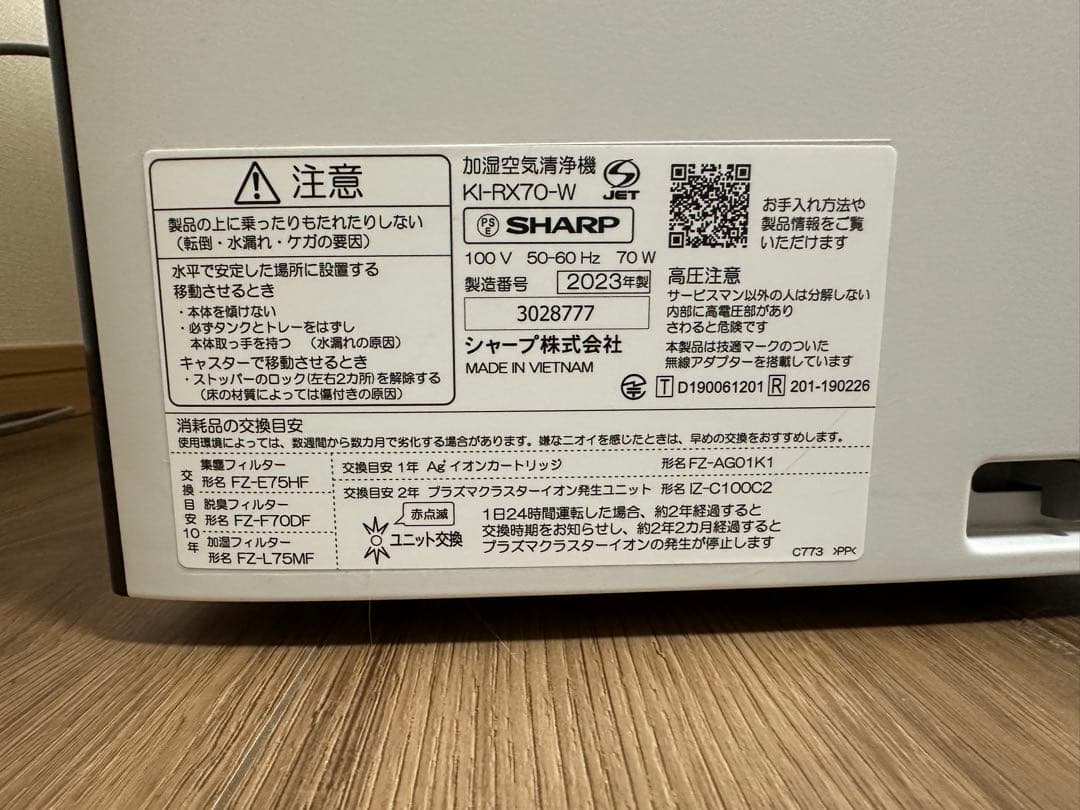 注意
製品の上に乗ったりもたれたりしない
(転倒・水漏れ・ケガの要因)
水平で安定した場所に設置する
移動させるとき
・本体を傾けない
・必ずタンクとトレーをはずし
本体取っ手を持つ (水漏れの原因)
キャスターで移動させるとき
・ストッパーのロック(左右2カ所)を解除する
(床の材質によっては傷付きの原因)
加湿空気清浄機
KI-RX70-W
JET
PSE SHARP
100 V 50-60 Hz 70 W
製造番号 2023年製
3028777
シャープ株式会社
MADE IN VIETNAM
お手入れ方法や
製品情報をご覧
いただけます
高圧注意
サービスマン以外の人は分解しない
内部に高電圧部があり
さわると危険です
本製品は技適マークのついた
無線アダプターを搭載しています
T D190061201 R 201-190226
消耗品の交換目安
使用環境によっては、数週間から数カ月で劣化する場合があります。嫌なニオイを感じたときは、早めの交換をおすすめします。
交換目安10年
集塵フィルター
形名 FZ-E75HF
脱臭フィルター
形名 FZ-F70DF
加湿フィルター
形名 FZ-L75MF
交換目安 1年 Ag⁺イオンカートリッジ 形名 FZ-AG01K1
交換目安 2年 プラズマクラスターイオン発生ユニット 形名 IZ-C100C2
赤点滅
ユニット交換
1日24時間運転した場合、約2年経過すると
交換時期をお知らせし、約2年2カ月経過すると
プラズマクラスターイオンの発生が停止します
C773 >PP<